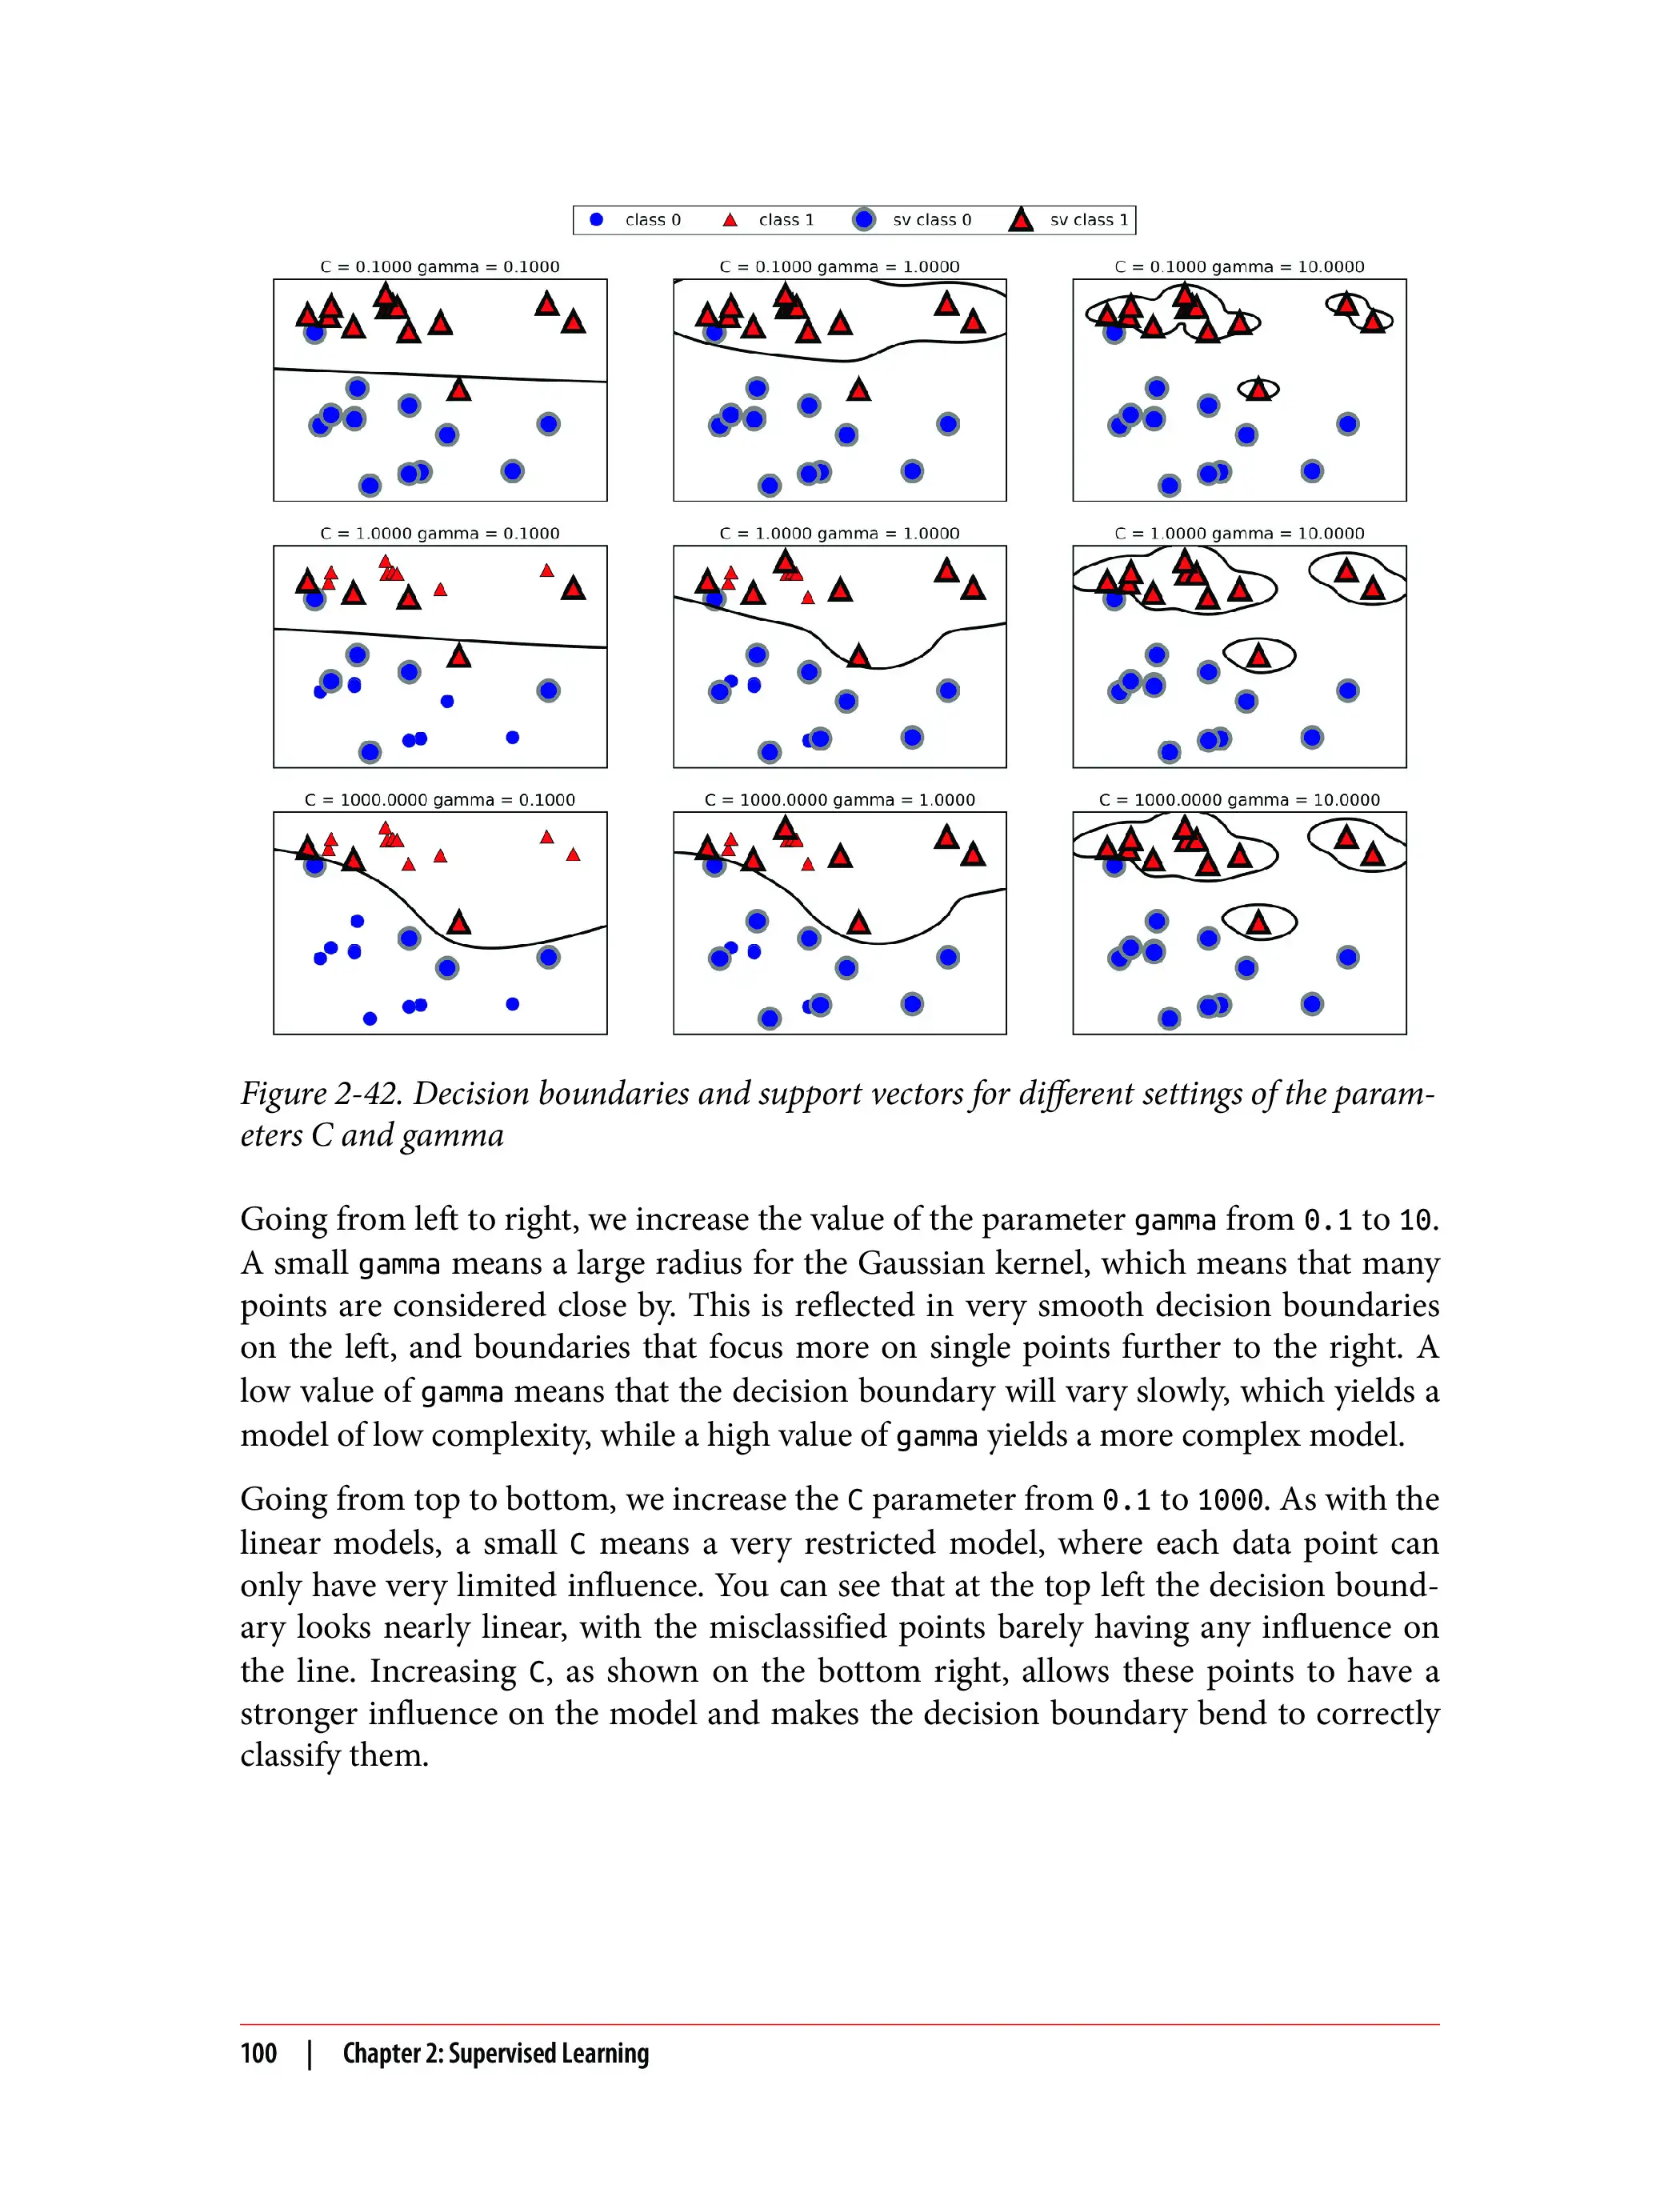 class 0 class 1 sv class 0 sv class 1
C = 0.1000 gamma = 0.1000
C = 0.1000 gamma = 1.0000
C = 0.1000 gamma = 10.0000
C = 1.0000 gamma = 0.1000
C = 1.0000 gamma = 1.0000
C = 1.0000 gamma = 10.0000
C = 1000.0000 gamma = 0.1000
C = 1000.0000 gamma = 1.0000
C = 1000.0000 gamma = 10.0000
Figure 2-42. Decision boundaries and support vectors for different settings of the param-
eters C and gamma
Going from left to right, we increase the value of the parameter gamma from 0.1 to 10.
A small gamma means a large radius for the Gaussian kernel, which means that many
points are considered close by. This is reflected in very smooth decision boundaries
on the left, and boundaries that focus more on single points further to the right. A
low value of gamma means that the decision boundary will vary slowly, which yields a
model of low complexity, while a high value of gamma yields a more complex model.
Going from top to bottom, we increase the C parameter from 0.1 to 1000. As with the
linear models, a small C means a very restricted model, where each data point can
only have very limited influence. You can see that at the top left the decision bound-
ary looks nearly linear, with the misclassified points barely having any influence on
the line. Increasing C, as shown on the bottom right, allows these points to have a
stronger influence on the model and makes the decision boundary bend to correctly
classify them.
100 | Chapter 2: Supervised Learning